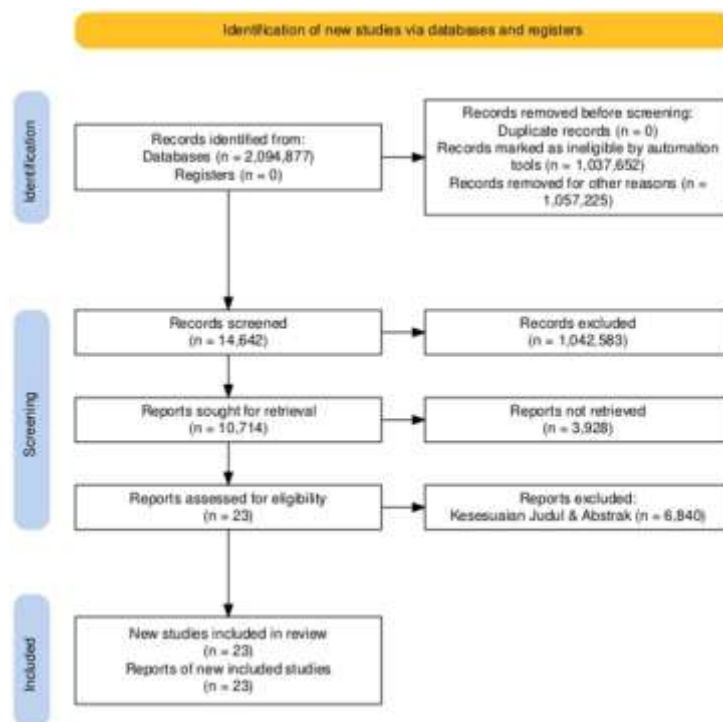 Identification of new studies via databases and registers
Identification
Records identified from:
Databases (n = 2,094,877)
Registers (n = 0)
Records removed before screening:
Duplicate records (n = 0)
Records marked as ineligible by automation
tools (n = 1,037,652)
Records removed for other reasons (n =
1,057,225)
Screening
Records screened
(n = 14,642)
Records excluded
(n = 1,042,583)
Reports sought for retrieval
(n = 10,714)
Reports not retrieved
(n = 3,928)
Reports assessed for eligibility
(n = 23)
Reports excluded:
Kesesuaian Judul & Abstrak (n = 6,840)
Included
New studies included in review
(n = 23)
Reports of new included studies
(n = 23)